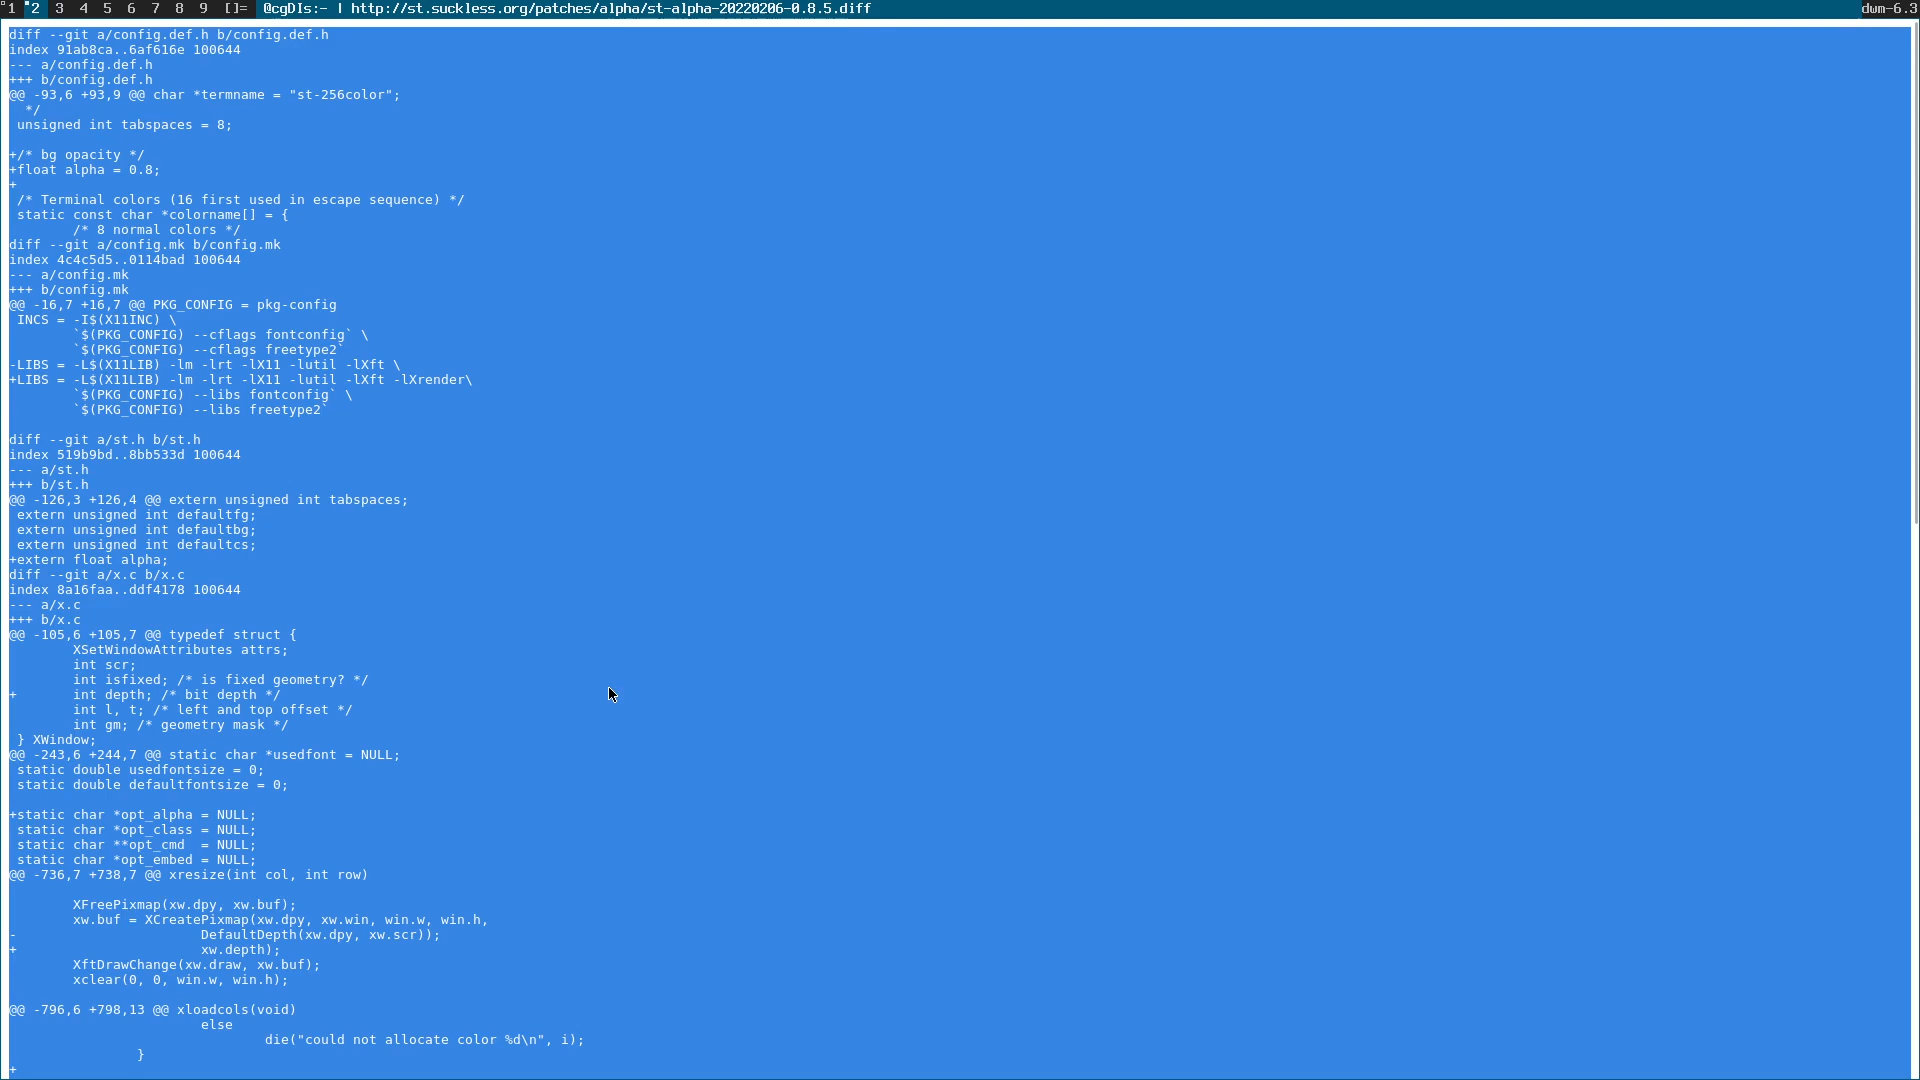 1 2 3 4 5 6 7 8 9 []= @cgDIs:- | http://st.suckless.org/patches/alpha/st-alpha-20220206-0.8.5.diff dwm-6.3
diff --git a/config.def.h b/config.def.h
index 91ab8ca..6af616e 100644
--- a/config.def.h
+++ b/config.def.h
@@ -93,6 +93,9 @@ char *termname = "st-256color";
  */
 unsigned int tabspaces = 8;

+/* bg opacity */
+float alpha = 0.8;
+
 /* Terminal colors (16 first used in escape sequence) */
 static const char *colorname[] = {
        /* 8 normal colors */
diff --git a/config.mk b/config.mk
index 4c4c5d5..0114bad 100644
--- a/config.mk
+++ b/config.mk
@@ -16,7 +16,7 @@ PKG_CONFIG = pkg-config
 INCS = -I$(X11INC) \
        `$(PKG_CONFIG) --cflags fontconfig` \
        `$(PKG_CONFIG) --cflags freetype2`
-LIBS = -L$(X11LIB) -lm -lrt -lX11 -lutil -lXft \
+LIBS = -L$(X11LIB) -lm -lrt -lX11 -lutil -lXft -lXrender\
        `$(PKG_CONFIG) --libs fontconfig` \
        `$(PKG_CONFIG) --libs freetype2`

diff --git a/st.h b/st.h
index 519b9bd..8bb533d 100644
--- a/st.h
+++ b/st.h
@@ -126,3 +126,4 @@ extern unsigned int tabspaces;
 extern unsigned int defaultfg;
 extern unsigned int defaultbg;
 extern unsigned int defaultcs;
+extern float alpha;
diff --git a/x.c b/x.c
index 8a16faa..ddf4178 100644
--- a/x.c
+++ b/x.c
@@ -105,6 +105,7 @@ typedef struct {
        XSetWindowAttributes attrs;
        int scr;
        int isfixed; /* is fixed geometry? */
+       int depth; /* bit depth */
        int l, t; /* left and top offset */
        int gm; /* geometry mask */
 } XWindow;
@@ -243,6 +244,7 @@ static char *usedfont = NULL;
 static double usedfontsize = 0;
 static double defaultfontsize = 0;

+static char *opt_alpha = NULL;
 static char *opt_class = NULL;
 static char **opt_cmd  = NULL;
 static char *opt_embed = NULL;
@@ -736,7 +738,7 @@ xresize(int col, int row)

        XFreePixmap(xw.dpy, xw.buf);
        xw.buf = XCreatePixmap(xw.dpy, xw.win, win.w, win.h,
-                       DefaultDepth(xw.dpy, xw.scr));
+                       xw.depth);
        XftDrawChange(xw.draw, xw.buf);
        xclear(0, 0, win.w, win.h);

@@ -796,6 +798,13 @@ xloadcols(void)
                        else
                                die("could not allocate color %d\n", i);
                }
+